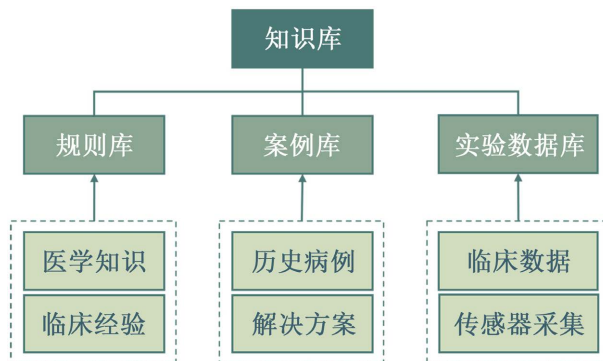 知识库
规则库
案例库
实验数据库
医学知识
历史病例
临床数据
临床经验
解决方案
传感器采集